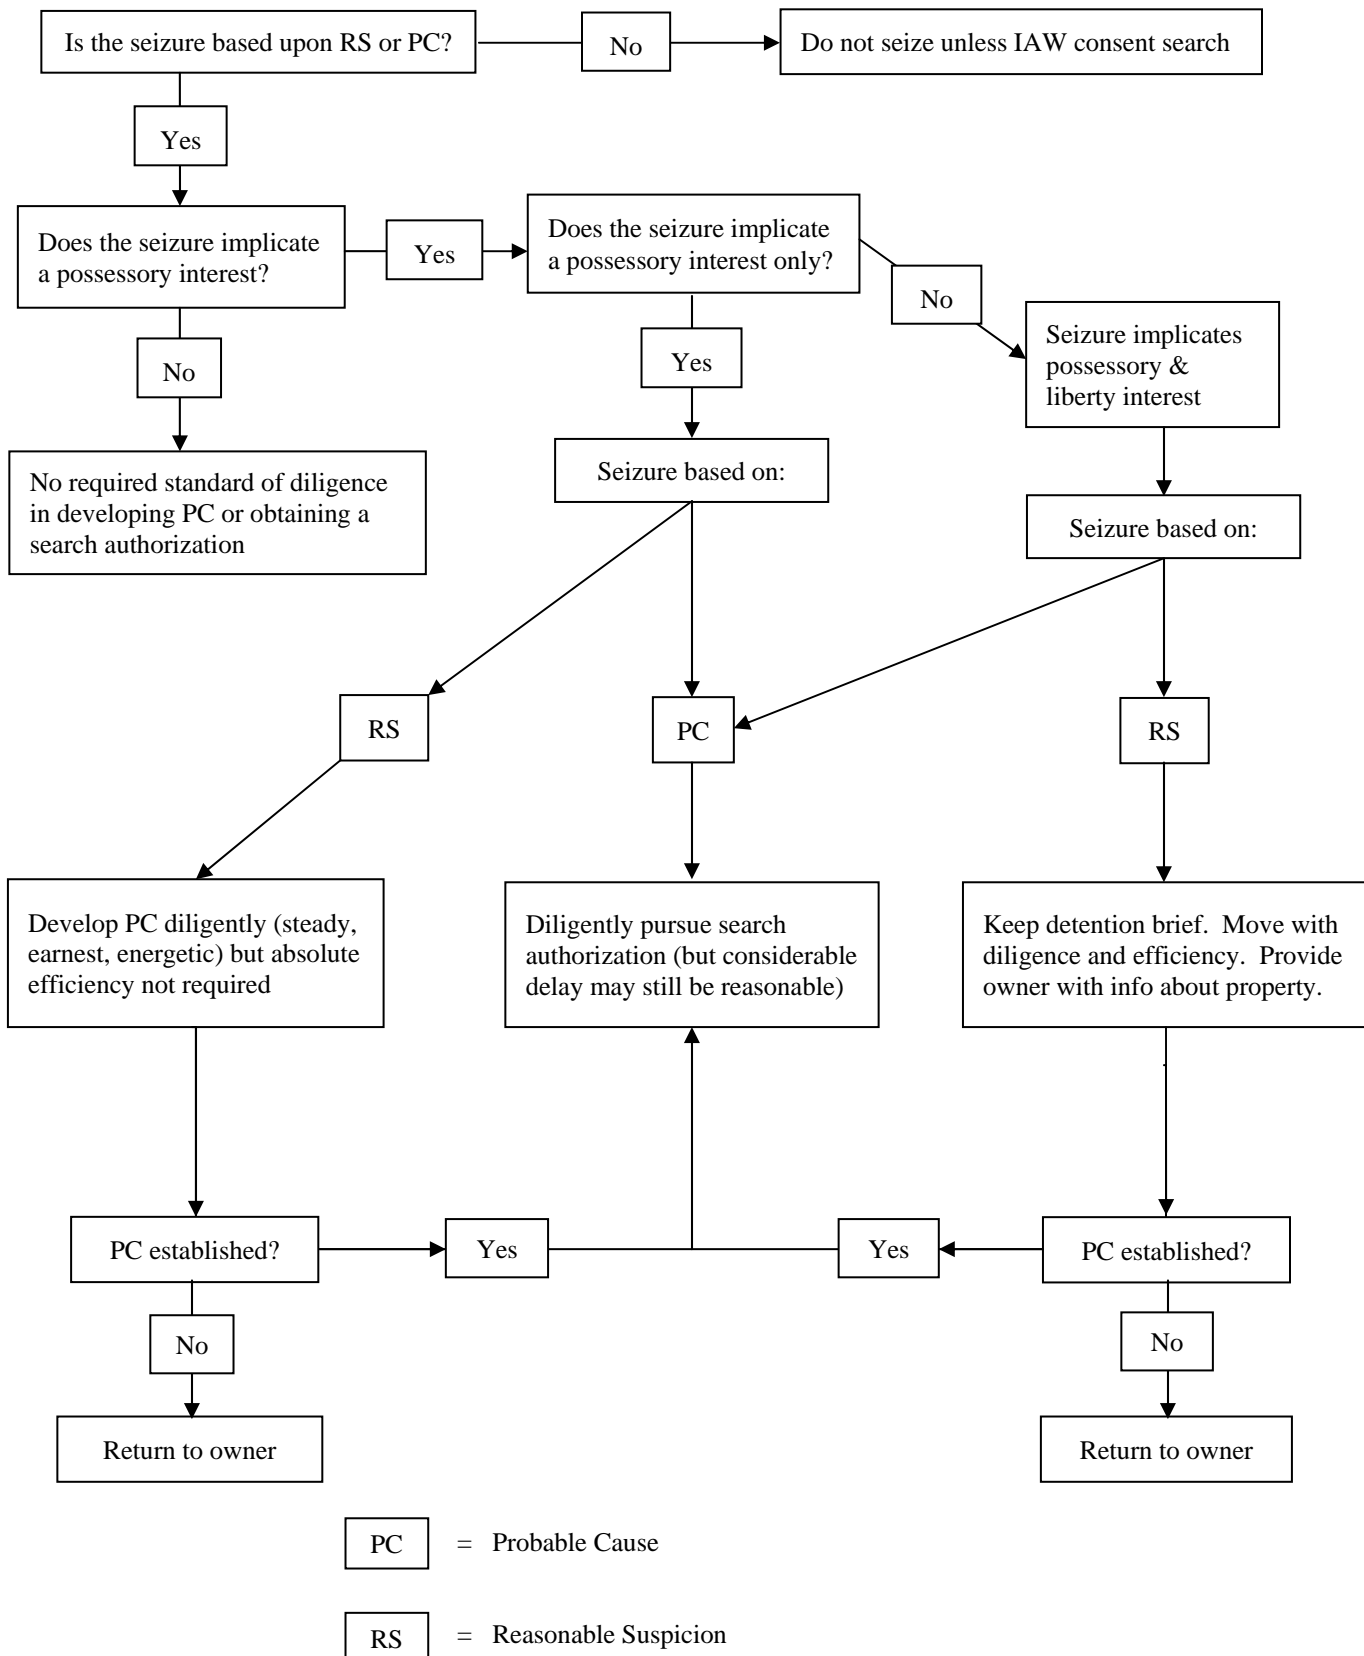 Is the seizure based upon RS or PC?
No
Do not seize unless IAW consent search
Yes
Does the seizure implicate
a possessory interest?
Yes
Does the seizure implicate
a possessory interest only?
No
No
Yes
Seizure implicates
possessory &
liberty interest
No required standard of diligence
in developing PC or obtaining a
search authorization
Seizure based on:
Seizure based on:
RS
PC
RS
Develop PC diligently (steady,
earnest, energetic) but absolute
efficiency not required
Diligently pursue search
authorization (but considerable
delay may still be reasonable)
Keep detention brief.  Move with
diligence and efficiency.  Provide
owner with info about property.
PC established?
Yes
Yes
PC established?
No
No
Return to owner
Return to owner
PC = Probable Cause
RS = Reasonable Suspicion